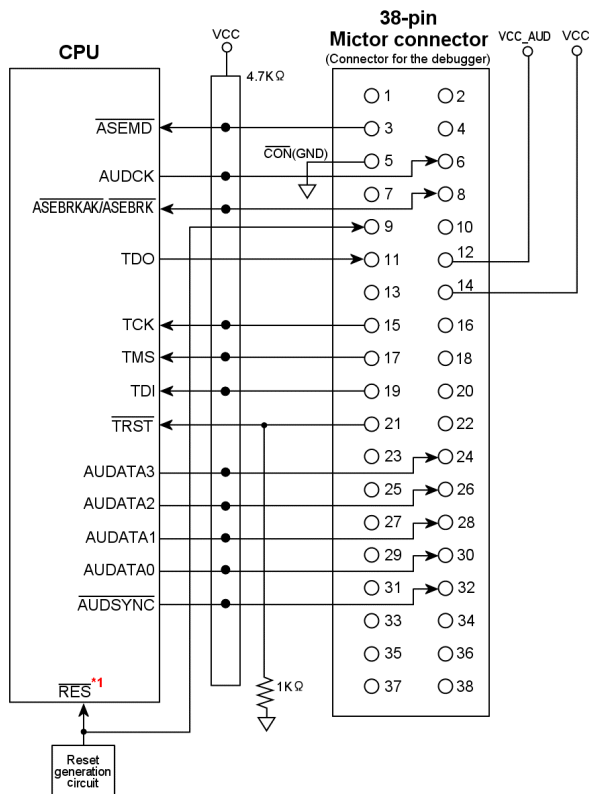 38-pin
Mictor connector
(Connector for the debugger)
VCC_AUD
VCC
VCC
CPU
4.7KΩ
1 2
ASEMD 3 4
CON(GND) 5 6
AUDCK
7 8
ASEBRKAK/ASEBRK
9 10
TDO 11 12
13 14
TCK 15 16
TMS 17 18
TDI 19 20
TRST 21 22
23 24
AUDATA3
25 26
AUDATA2
27 28
AUDATA1
29 30
AUDATA0
31 32
AUDSYNC
33 34
35 36
RES*1
1KΩ
37 38
Reset
generation
circuit